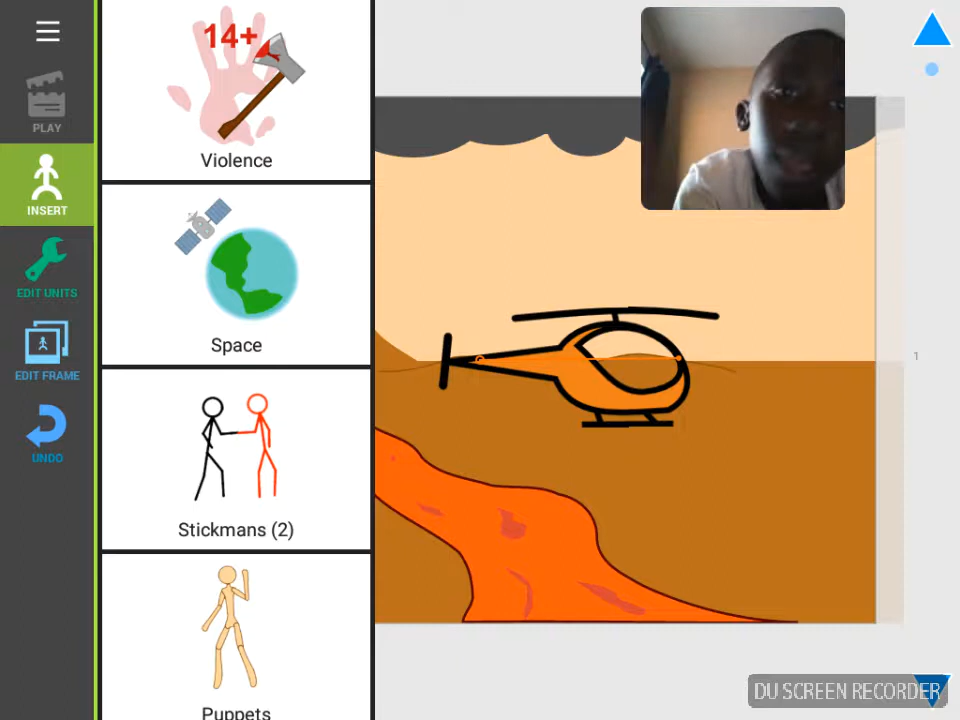 PLAY
INSERT
EDIT UNITS
EDIT FRAME
UNDO
14+
Violence
Space
Stickmans (2)
Puppets
1
DU SCREEN RECORDER